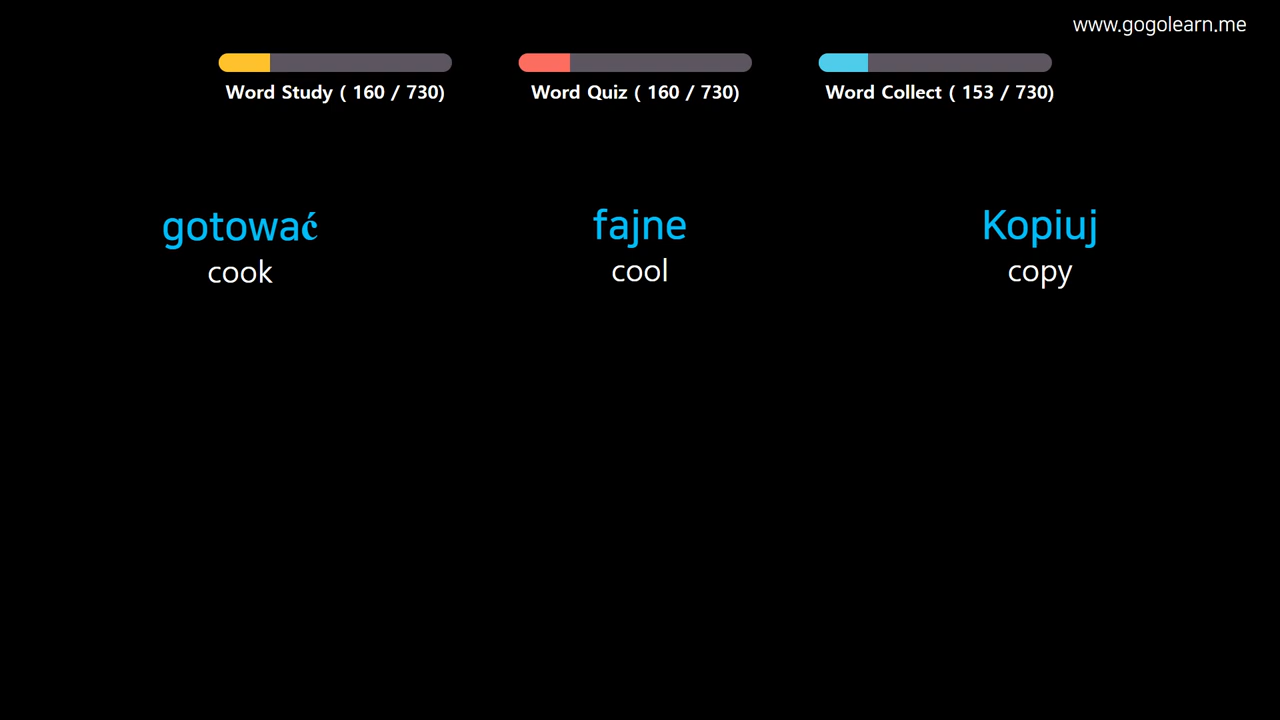 www.gogolearn.me
Word Study ( 160 / 730)
Word Quiz ( 160 / 730)
Word Collect ( 153 / 730)
gotować
cook
fajne
cool
Kopiuj
copy